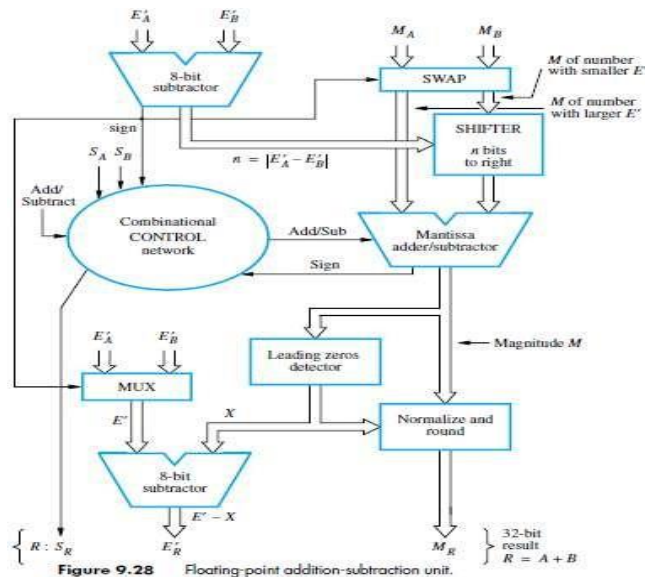 E′A E′B
8-bit
subtractor
sign
MA MB
SWAP
M of number
with smaller E′
M of number
with larger E′
SHIFTER
n bits
to right
n = |E′A − E′B|
SA SB
Add/
Subtract
Combinational
CONTROL
network
Add/Sub
Sign
Mantissa
adder/subtractor
E′A E′B
MUX
E′
Leading zeros
detector
X
Magnitude M
Normalize and
round
8-bit
subtractor
E′ − X
R : SR
E′R
MR
32-bit
result
R = A + B
Figure 9.28 Floating-point addition-subtraction unit.